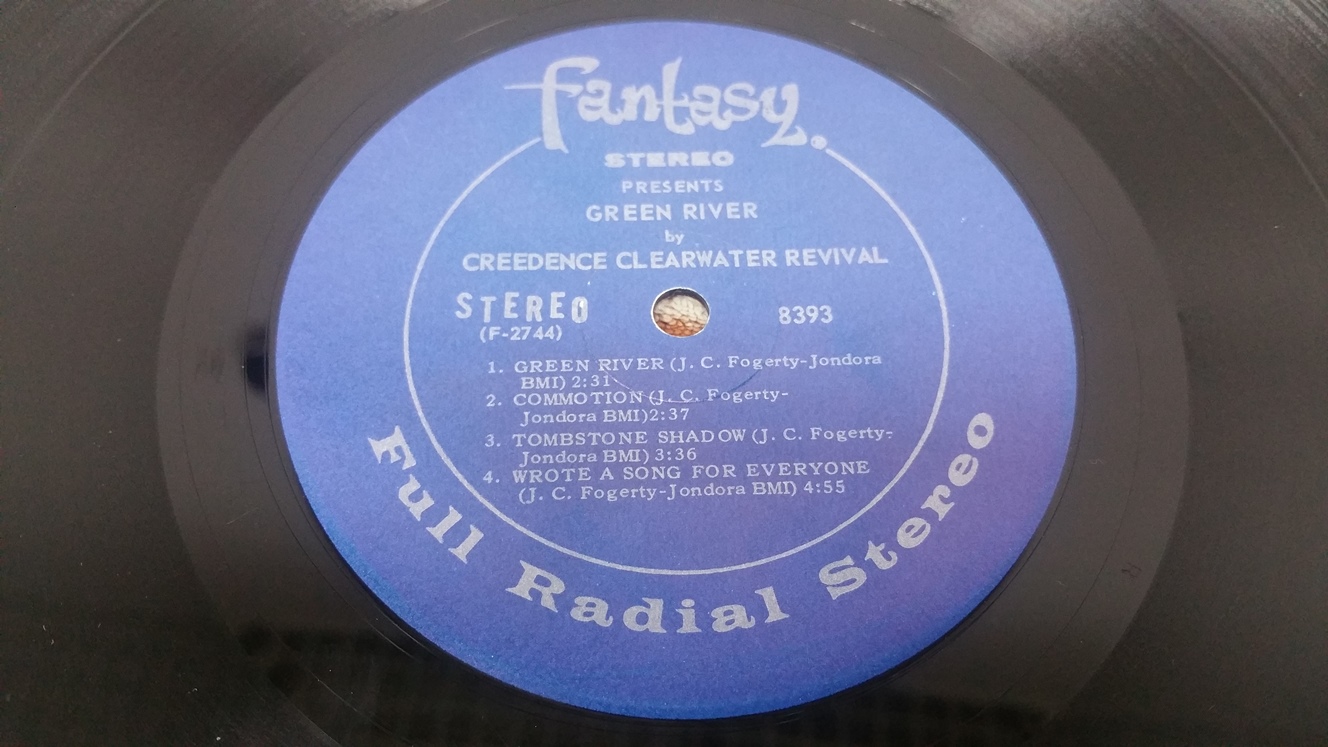 fantasy.
STEREO
PRESENTS
GREEN RIVER
by
CREEDENCE CLEARWATER REVIVAL
STEREO 8393
(F-2744)
1. GREEN RIVER (J. C. Fogerty-Jondora
BMI) 2:31
2. COMMOTION (J. C. Fogerty-
Jondora BMI) 2:37
3. TOMBSTONE SHADOW (J. C. Fogerty-
Jondora BMI) 3:36
4. WROTE A SONG FOR EVERYONE
(J. C. Fogerty-Jondora BMI) 4:55
Full Radial Stereo